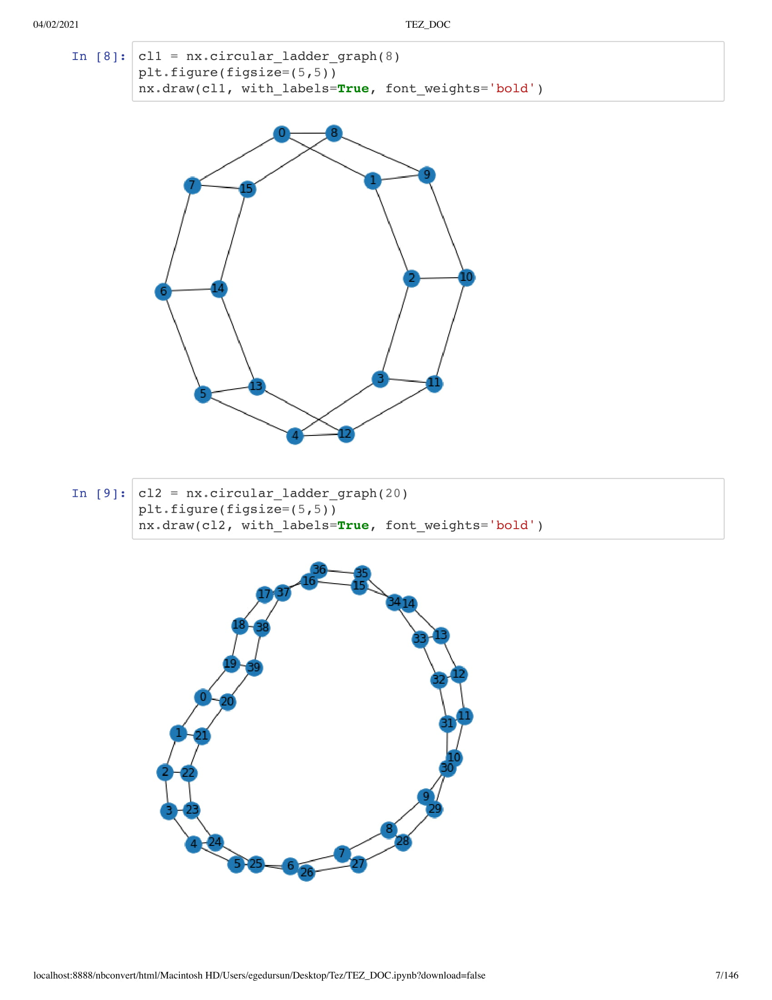 04/02/2021 TEZ_DOC
In [8]: cl1 = nx.circular_ladder_graph(8)
plt.figure(figsize=(5,5))
nx.draw(cl1, with_labels=True, font_weights='bold')
0 8
9
1
7 15
2 10
6 14
3 11
13
5
4 12
In [9]: cl2 = nx.circular_ladder_graph(20)
plt.figure(figsize=(5,5))
nx.draw(cl2, with_labels=True, font_weights='bold')
36 35
16 15
17 37
34 14
18 38
33 13
19 39
32 12
0 20
31 11
1 21
10
2 22 30
9
3 23 29
8
4 24 28
7
5 25 6 27
26
localhost:8888/nbconvert/html/Macintosh HD/Users/egedursun/Desktop/Tez/TEZ_DOC.ipynb?download=false 7/146